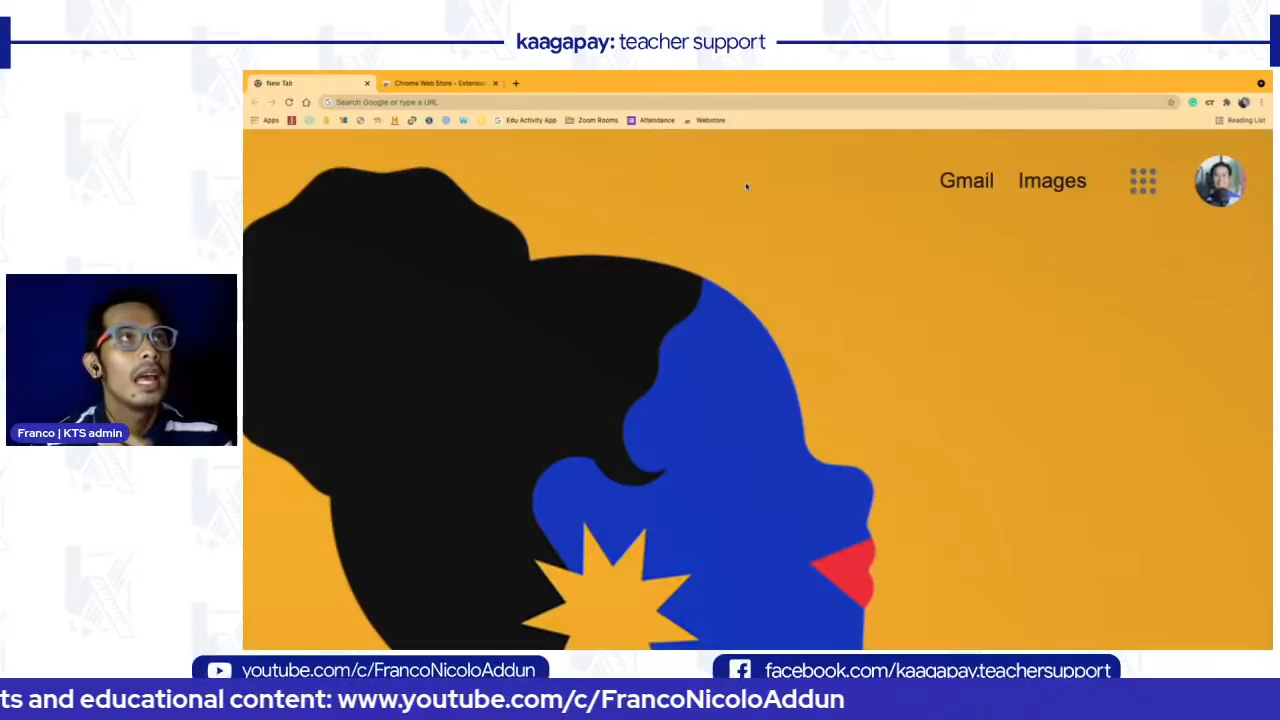 kaagapay: teacher support
New Tab
Chrome Web Store - Extension
Search Google or type a URL
Apps
Edu Activity App
Zoom Rooms
Attendance
Webstore
Reading List
Gmail
Images
Franco | KTS admin
youtube.com/c/FrancoNicoloAddun
facebook.com/kaagapay.teachersupport
ts and educational content: www.youtube.com/c/FrancoNicoloAddun